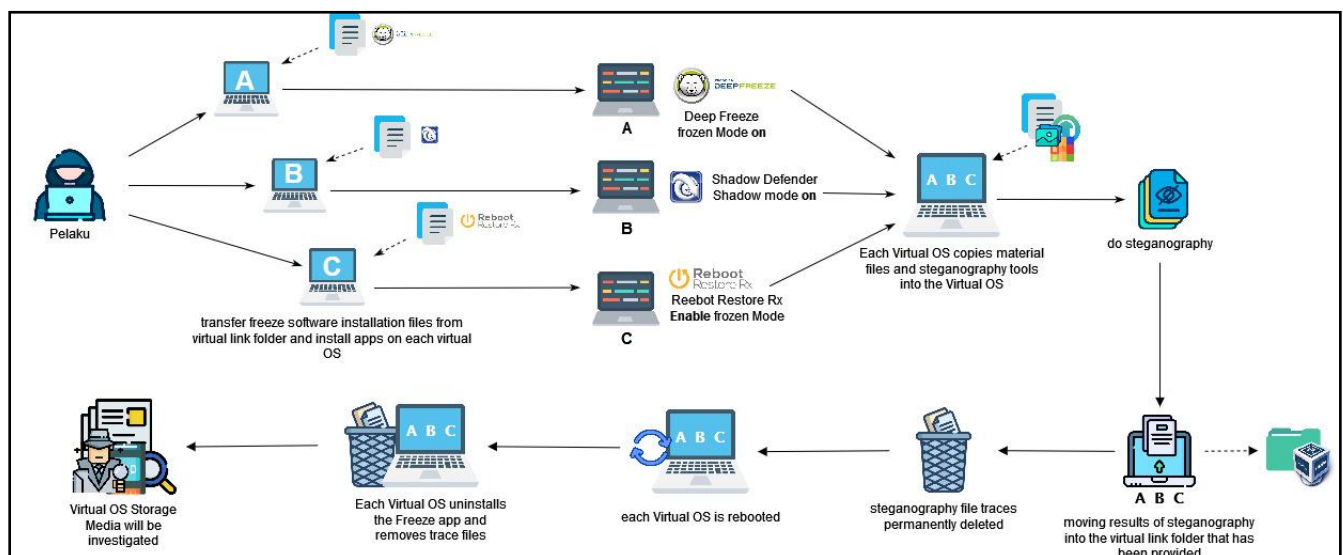 A
DEEPFREEZE
Deep Freeze
frozen Mode on
A
B
Pelaku
Shadow Defender
Shadow mode on
B
A B C
Each Virtual OS copies material
files and steganography tools
into the Virtual OS
do steganography
Reboot
Restore Rx
C
transfer freeze software installation files from
virtual link folder and install apps on each virtual
OS
Reboot
Restore Rx
Reebot Restore Rx
Enable frozen Mode
C
Virtual OS Storage
Media will be
investigated
A B C
Each Virtual OS uninstalls
the Freeze app and
removes trace files
A B C
each Virtual OS is rebooted
steganography file traces
permanently deleted
A B C
moving results of steganography
into the virtual link folder that has
been provided